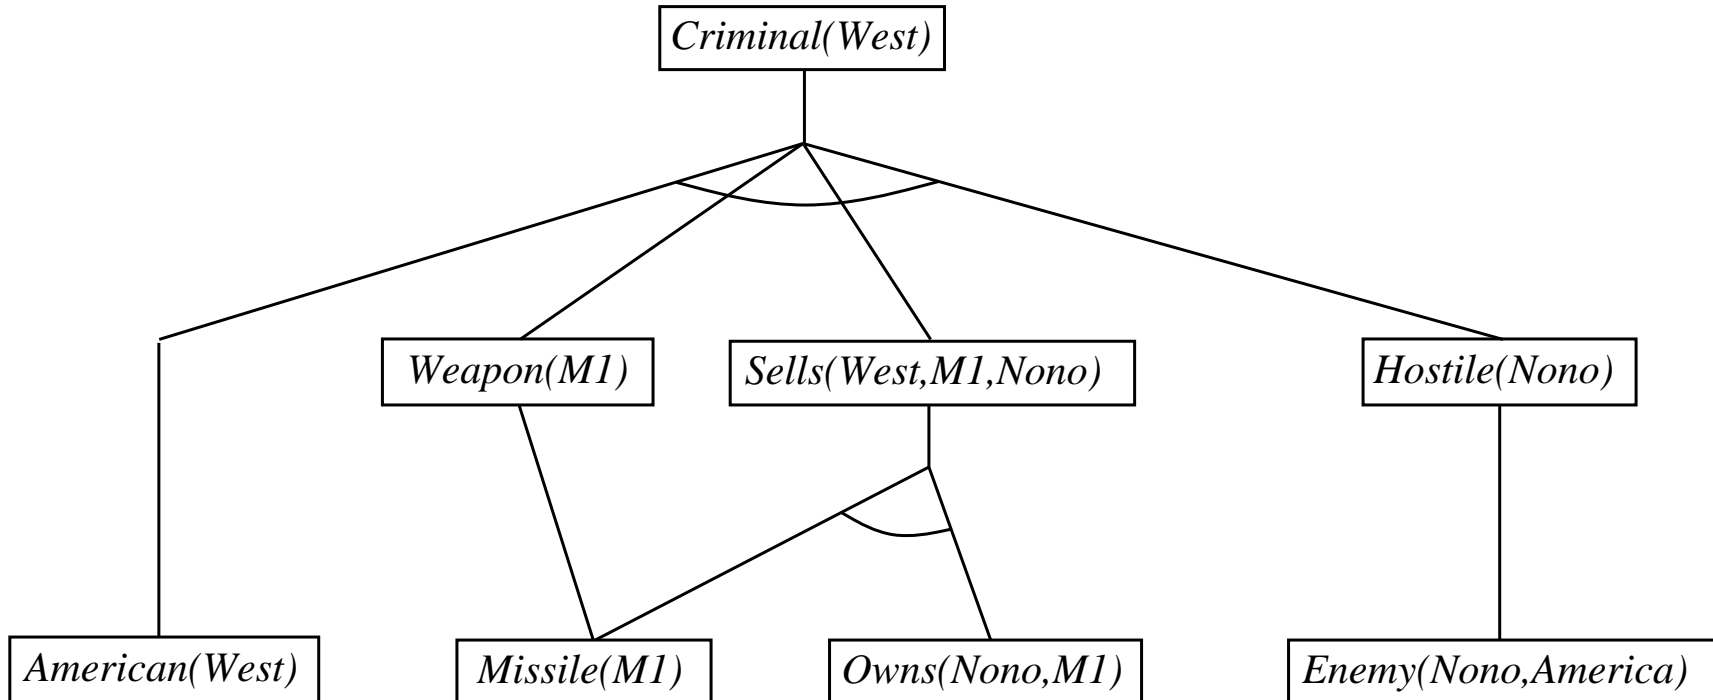 Criminal(West)
Weapon(M1)
Sells(West,M1,Nono)
Hostile(Nono)
American(West)
Missile(M1)
Owns(Nono,M1)
Enemy(Nono,America)